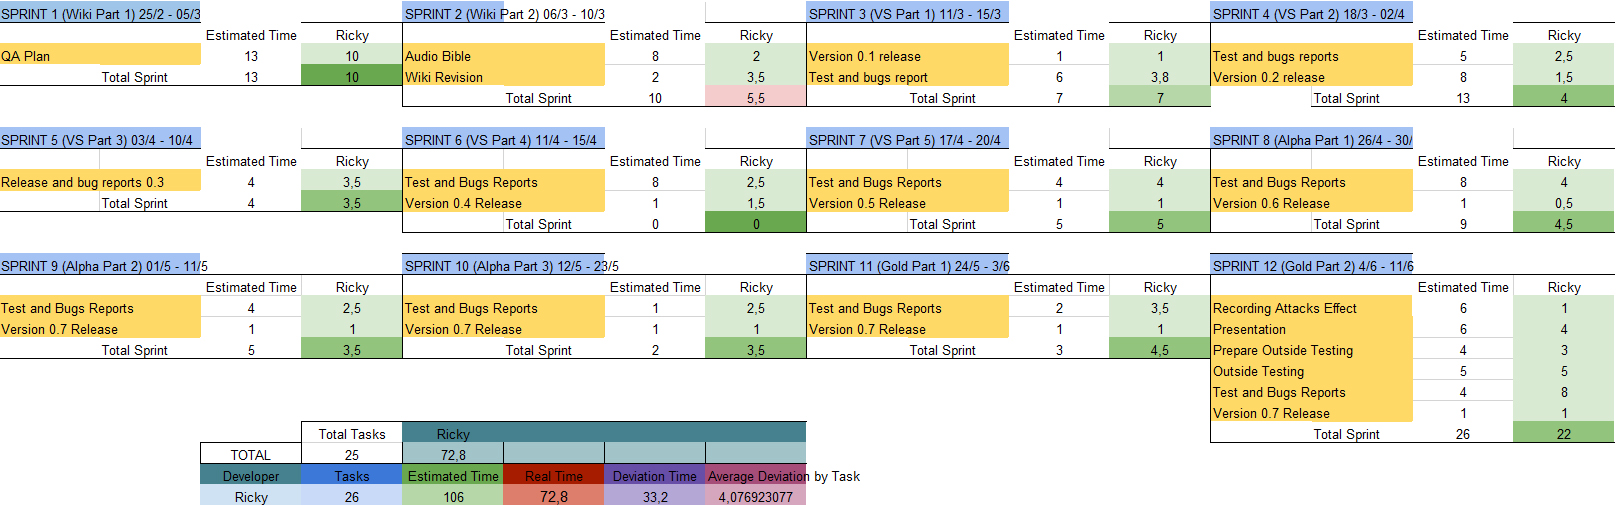 SPRINT 1 (Wiki Part 1) 25/2 - 05/3 SPRINT 2 (Wiki Part 2) 06/3 - 10/3 SPRINT 3 (VS Part 1) 11/3 - 15/3 SPRINT 4 (VS Part 2) 18/3 - 02/4
Estimated Time Ricky Estimated Time Ricky Estimated Time Ricky Estimated Time Ricky
QA Plan 13 10 Audio Bible 8 2 Version 0.1 release 1 1 Test and bugs reports 5 2,5
Total Sprint 13 10 Wiki Revision 2 3,5 Test and bugs report 6 3,8 Version 0.2 release 8 1,5
Total Sprint 10 5,5 Total Sprint 7 7 Total Sprint 13 4
SPRINT 5 (VS Part 3) 03/4 - 10/4 SPRINT 6 (VS Part 4) 11/4 - 15/4 SPRINT 7 (VS Part 5) 17/4 - 20/4 SPRINT 8 (Alpha Part 1) 26/4 - 30/
Estimated Time Ricky Estimated Time Ricky Estimated Time Ricky Estimated Time Ricky
Release and bug reports 0.3 4 3,5 Test and Bugs Reports 8 2,5 Test and Bugs Reports 4 4 Test and Bugs Reports 8 4
Total Sprint 4 3,5 Version 0.4 Release 1 1,5 Version 0.5 Release 1 1 Version 0.6 Release 1 0,5
Total Sprint 0 0 Total Sprint 5 5 Total Sprint 9 4,5
SPRINT 9 (Alpha Part 2) 01/5 - 11/5 SPRINT 10 (Alpha Part 3) 12/5 - 23/5 SPRINT 11 (Gold Part 1) 24/5 - 3/6 SPRINT 12 (Gold Part 2) 4/6 - 11/6
Estimated Time Ricky Estimated Time Ricky Estimated Time Ricky Estimated Time Ricky
Test and Bugs Reports 4 2,5 Test and Bugs Reports 1 2,5 Test and Bugs Reports 2 3,5 Recording Attacks Effect 6 1
Version 0.7 Release 1 1 Version 0.7 Release 1 1 Version 0.7 Release 1 1 Presentation 6 4
Total Sprint 5 3,5 Total Sprint 2 3,5 Total Sprint 3 4,5 Prepare Outside Testing 4 3
Outside Testing 5 5
Test and Bugs Reports 4 8
Version 0.7 Release 1 1
Total Sprint 26 22
Total Tasks Ricky
TOTAL 25 72,8
Developer Tasks Estimated Time Real Time Deviation Time Average Deviation by Task
Ricky 26 106 72,8 33,2 4,076923077